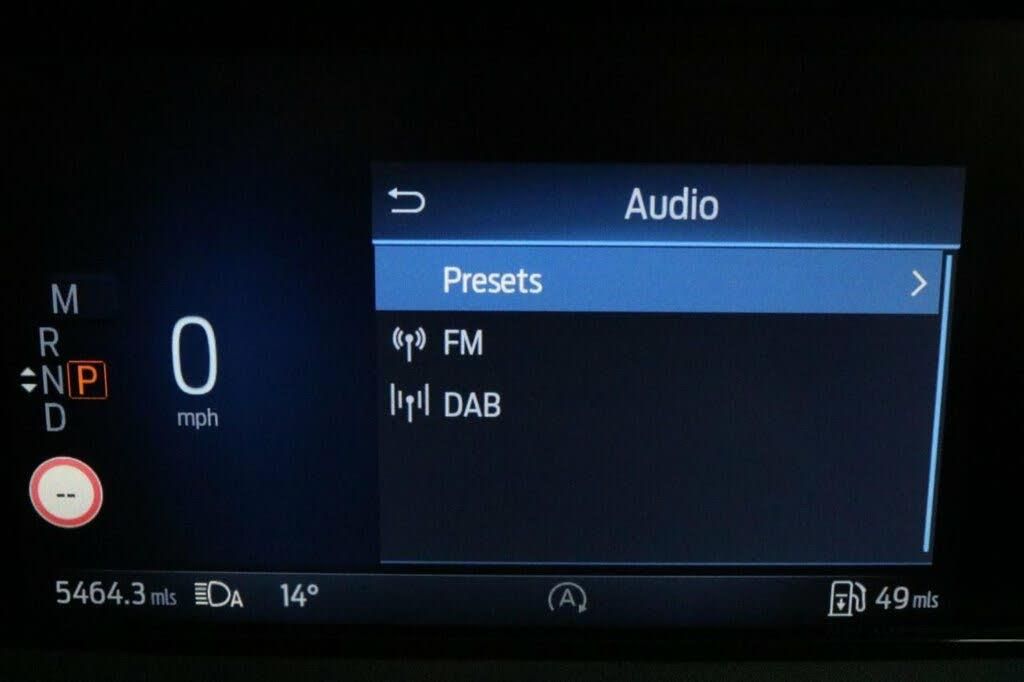 Audio
Presets
FM
DAB
M
R
N P
D
0
mph
--
5464.3 mls
A
14°
A
49 mls